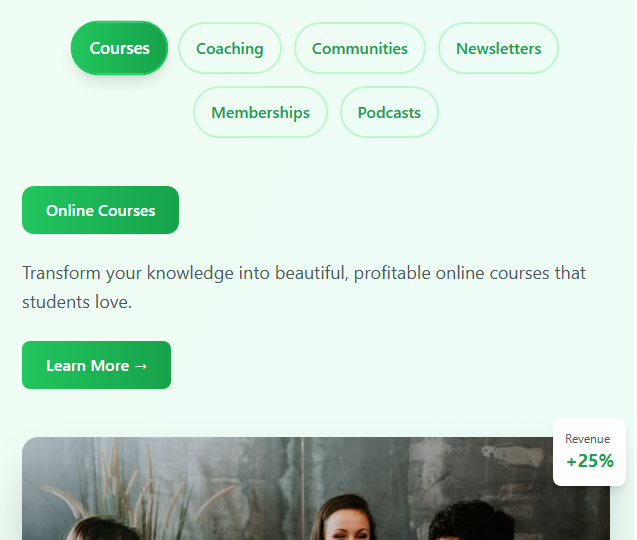 Courses
Coaching
Communities
Newsletters
Memberships
Podcasts
Online Courses
Transform your knowledge into beautiful, profitable online courses that
students love.
Learn More →
Revenue
+25%